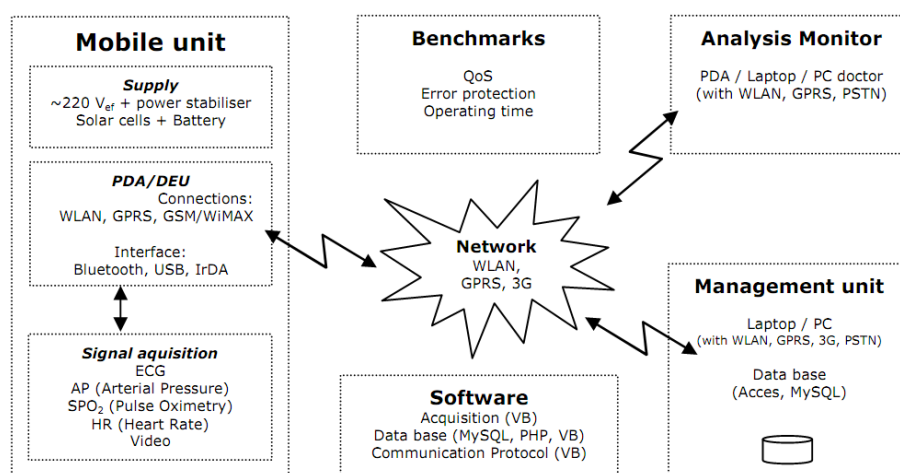 Mobile unit
Supply
~220 Vef + power stabiliser
Solar cells + Battery
PDA/DEU
Connections:
WLAN, GPRS, GSM/WiMAX
Interface:
Bluetooth, USB, IrDA
Signal aquisition
ECG
AP (Arterial Pressure)
SPO2 (Pulse Oximetry)
HR (Heart Rate)
Video
Benchmarks
QoS
Error protection
Operating time
Network
WLAN,
GPRS, 3G
Software
Acquisition (VB)
Data base (MySQL, PHP, VB)
Communication Protocol (VB)
Analysis Monitor
PDA / Laptop / PC doctor
(with WLAN, GPRS, PSTN)
Management unit
Laptop / PC
(with WLAN, GPRS, 3G, PSTN)
Data base
(Acces, MySQL)